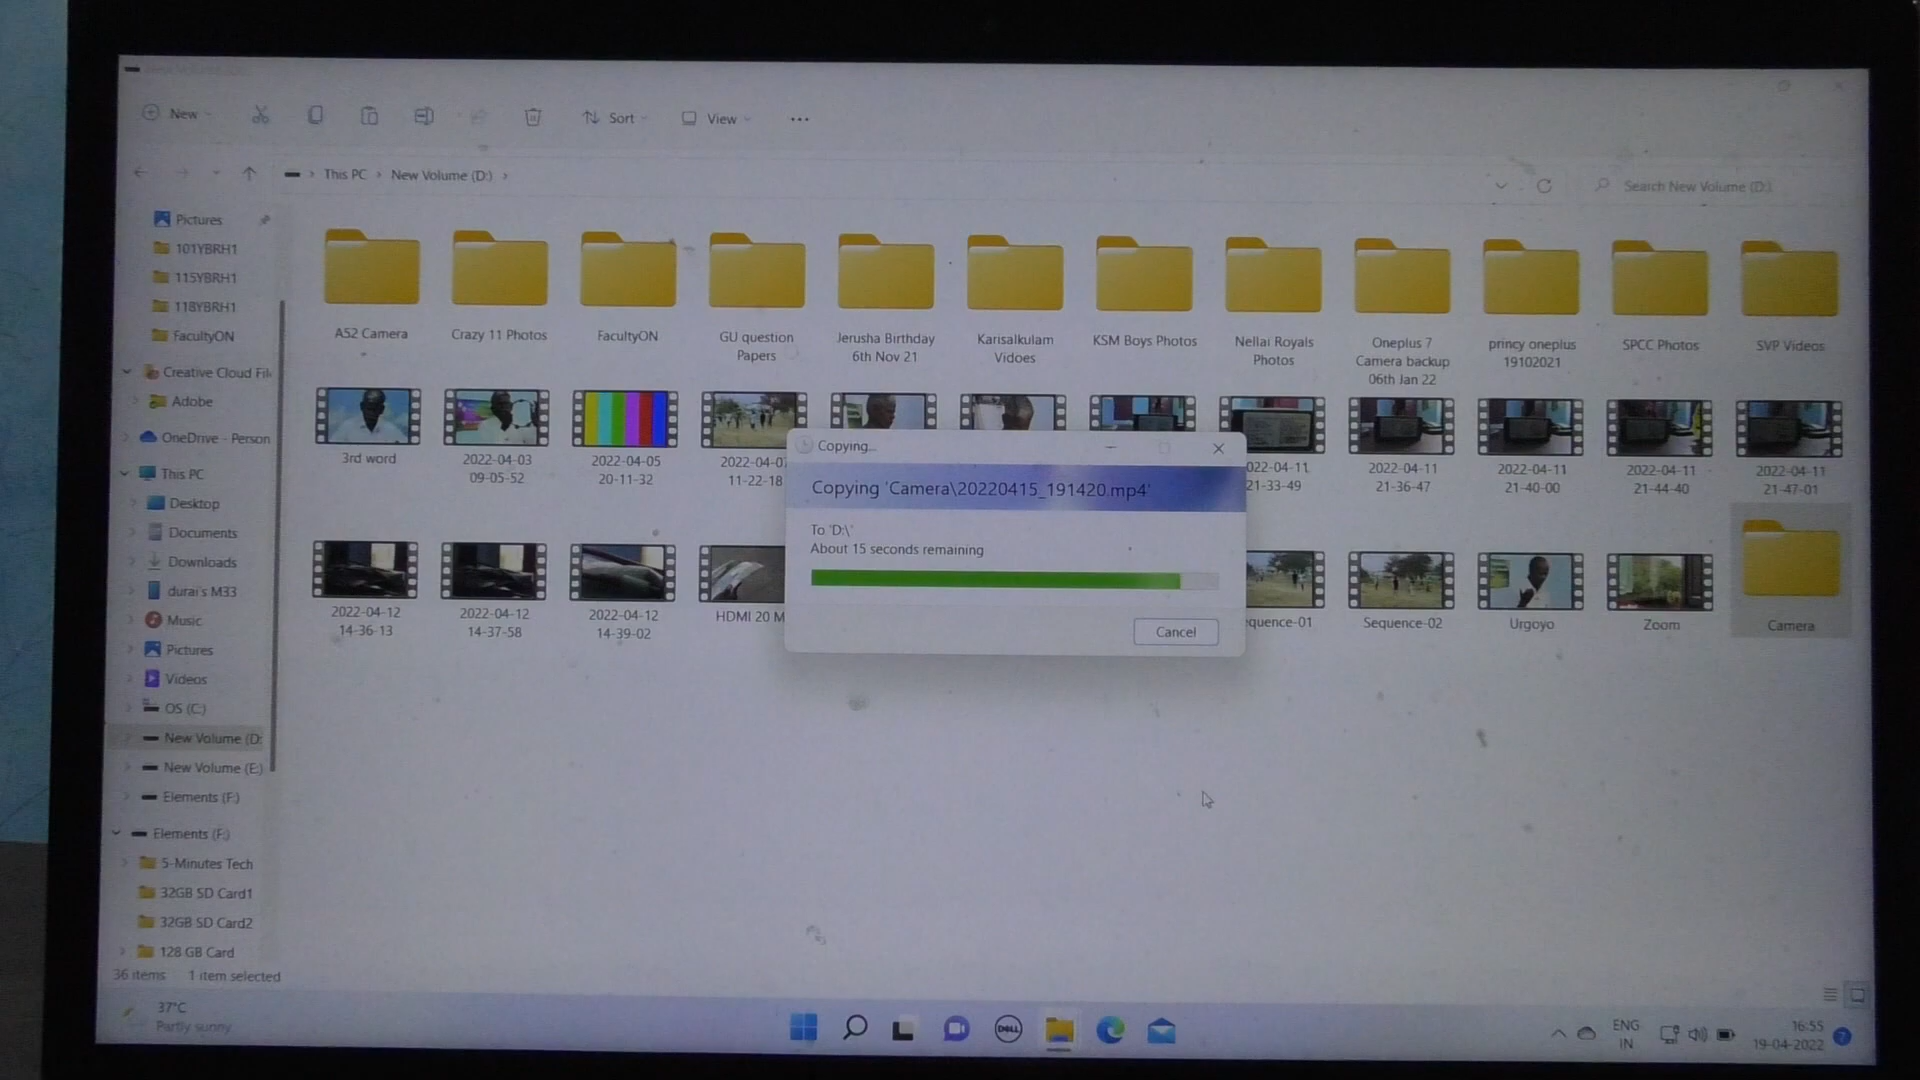 New
Sort
View
This PC > New Volume (D:) >
Search New Volume (D:)
Pictures
101YBRH1
115YBRH1
118YBRH1
FacultyON
Creative Cloud File
Adobe
OneDrive - Person
This PC
Desktop
Documents
Downloads
durai's M33
Music
Pictures
Videos
OS (C:)
New Volume (D:
New Volume (E:)
Elements (F:)
Elements (F:)
5-Minutes Tech
32GB SD Card1
32GB SD Card2
128 GB Card
A52 Camera
Crazy 11 Photos
FacultyON
GU question
Papers
Jerusha Birthday
6th Nov 21
Karisalkulam
Vidoes
KSM Boys Photos
Nellai Royals
Photos
Oneplus 7
Camera backup
06th Jan 22
princy oneplus
19102021
SPCC Photos
SVP Videos
3rd word
2022-04-03
09-05-52
2022-04-05
20-11-32
2022-04-07
11-22-18
022-04-11
21-33-49
2022-04-11
21-36-47
2022-04-11
21-40-00
2022-04-11
21-44-40
2022-04-11
21-47-01
2022-04-12
14-36-13
2022-04-12
14-37-58
2022-04-12
14-39-02
HDMI 20 M
equence-01
Sequence-02
Urgoyo
Zoom
Camera
Copying...
Copying 'Camera\20220415_191420.mp4'
To 'D:\'
About 15 seconds remaining
Cancel
36 items 1 item selected
37°C
Partly sunny
DELL
ENG
IN
16:55
19-04-2022
7